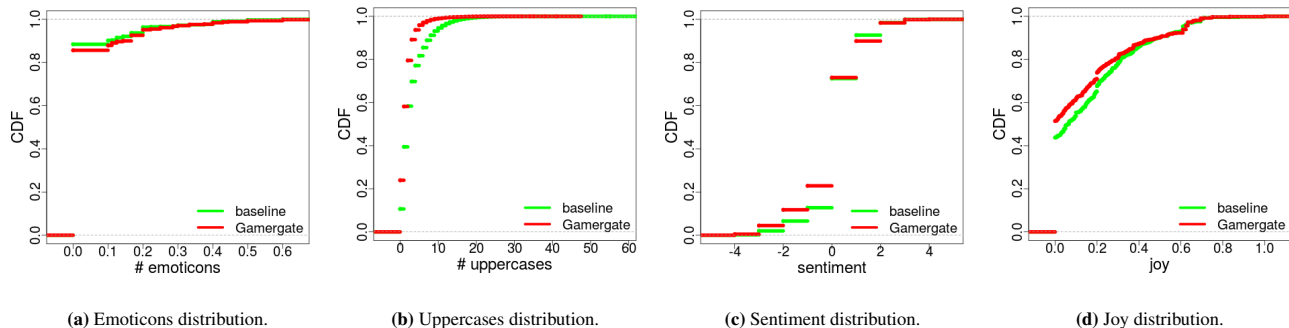 CDF
0.0 0.2 0.4 0.6 0.8 1.0
baseline
Gamergate
0.0 0.1 0.2 0.3 0.4 0.5 0.6
# emoticons
(a) Emoticons distribution.
CDF
0.0 0.2 0.4 0.6 0.8 1.0
baseline
Gamergate
0 10 20 30 40 50 60
# uppercases
(b) Uppercases distribution.
CDF
0.0 0.2 0.4 0.6 0.8 1.0
baseline
Gamergate
-4 -2 0 2 4
sentiment
(c) Sentiment distribution.
CDF
0.0 0.2 0.4 0.6 0.8 1.0
baseline
Gamergate
0.0 0.2 0.4 0.6 0.8 1.0
joy
(d) Joy distribution.